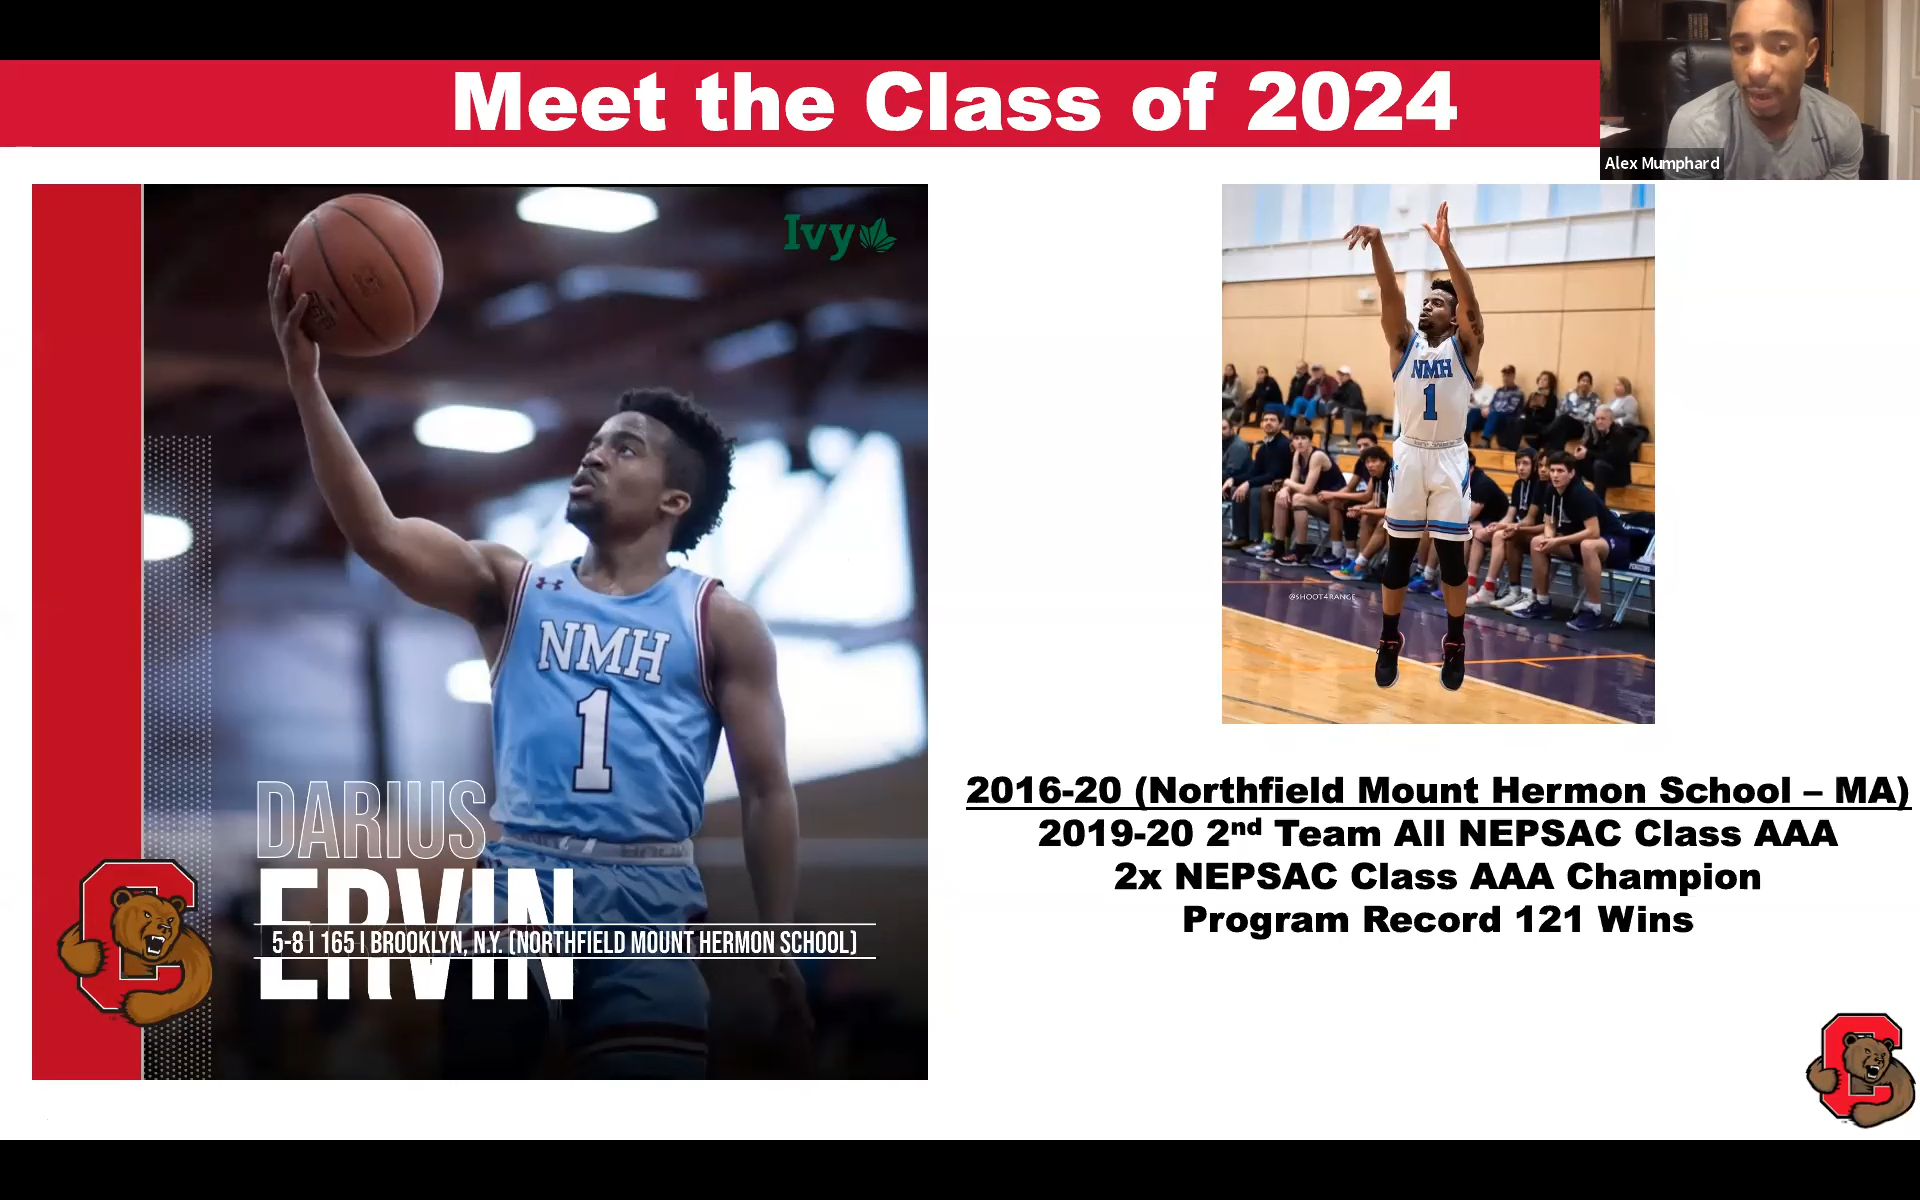 Meet the Class of 2024
Alex Mumphard
Ivy
NMH
1
DARIUS
ERVIN
5-8 | 165 | BROOKLYN, N.Y. (NORTHFIELD MOUNT HERMON SCHOOL)
C
NMH
1
@SHOOT4RANGE
2016-20 (Northfield Mount Hermon School – MA)
2019-20 2nd Team All NEPSAC Class AAA
2x NEPSAC Class AAA Champion
Program Record 121 Wins
C